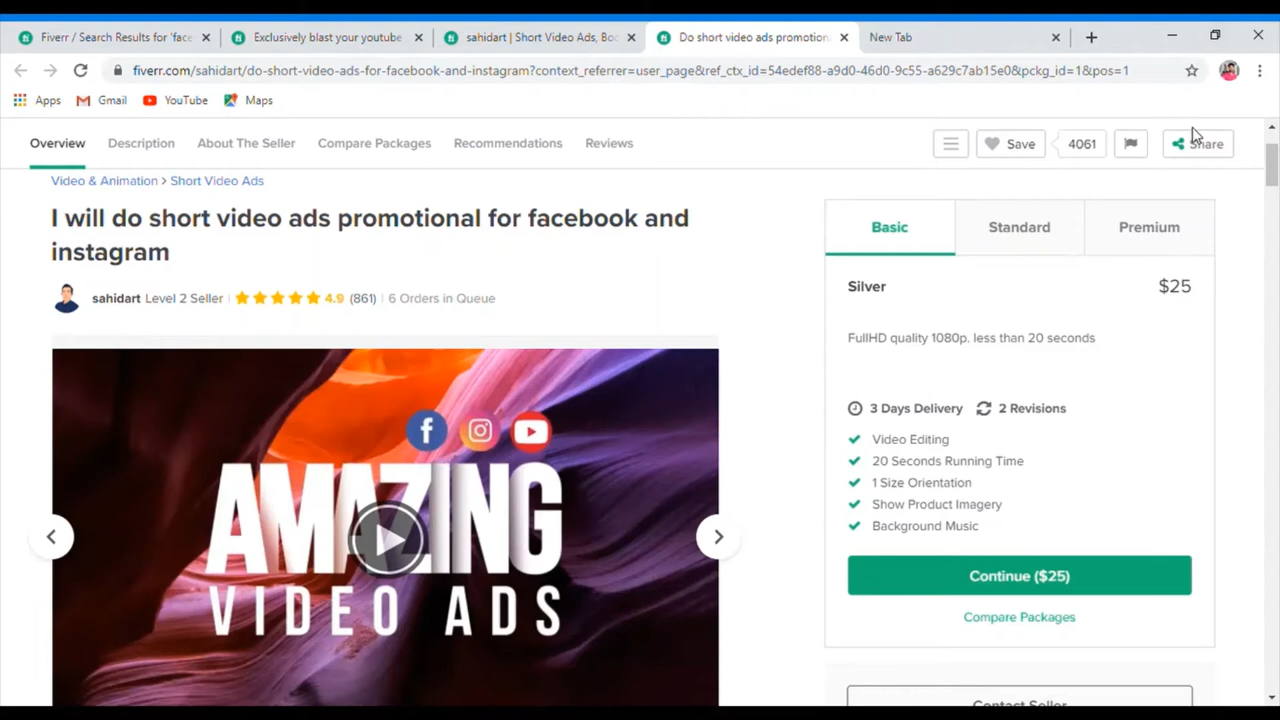 Fiverr / Search Results for 'face
Exclusively blast your youtube
sahidart | Short Video Ads, Boo
Do short video ads promotiona
New Tab
fiverr.com/sahidart/do-short-video-ads-for-facebook-and-instagram?context_referrer=user_page&ref_ctx_id=54edef88-a9d0-46d0-9c55-a629c7ab15e0&pckg_id=1&pos=1
Apps Gmail YouTube Maps
Overview Description About The Seller Compare Packages Recommendations Reviews Save 4061 Share
Video & Animation > Short Video Ads
I will do short video ads promotional for facebook and
instagram
sahidart Level 2 Seller 4.9 (861) 6 Orders in Queue
AMAZING
VIDEO ADS
Basic Standard Premium
Silver $25
FullHD quality 1080p. less than 20 seconds
3 Days Delivery 2 Revisions
Video Editing
20 Seconds Running Time
1 Size Orientation
Show Product Imagery
Background Music
Continue ($25)
Compare Packages
Contact Seller